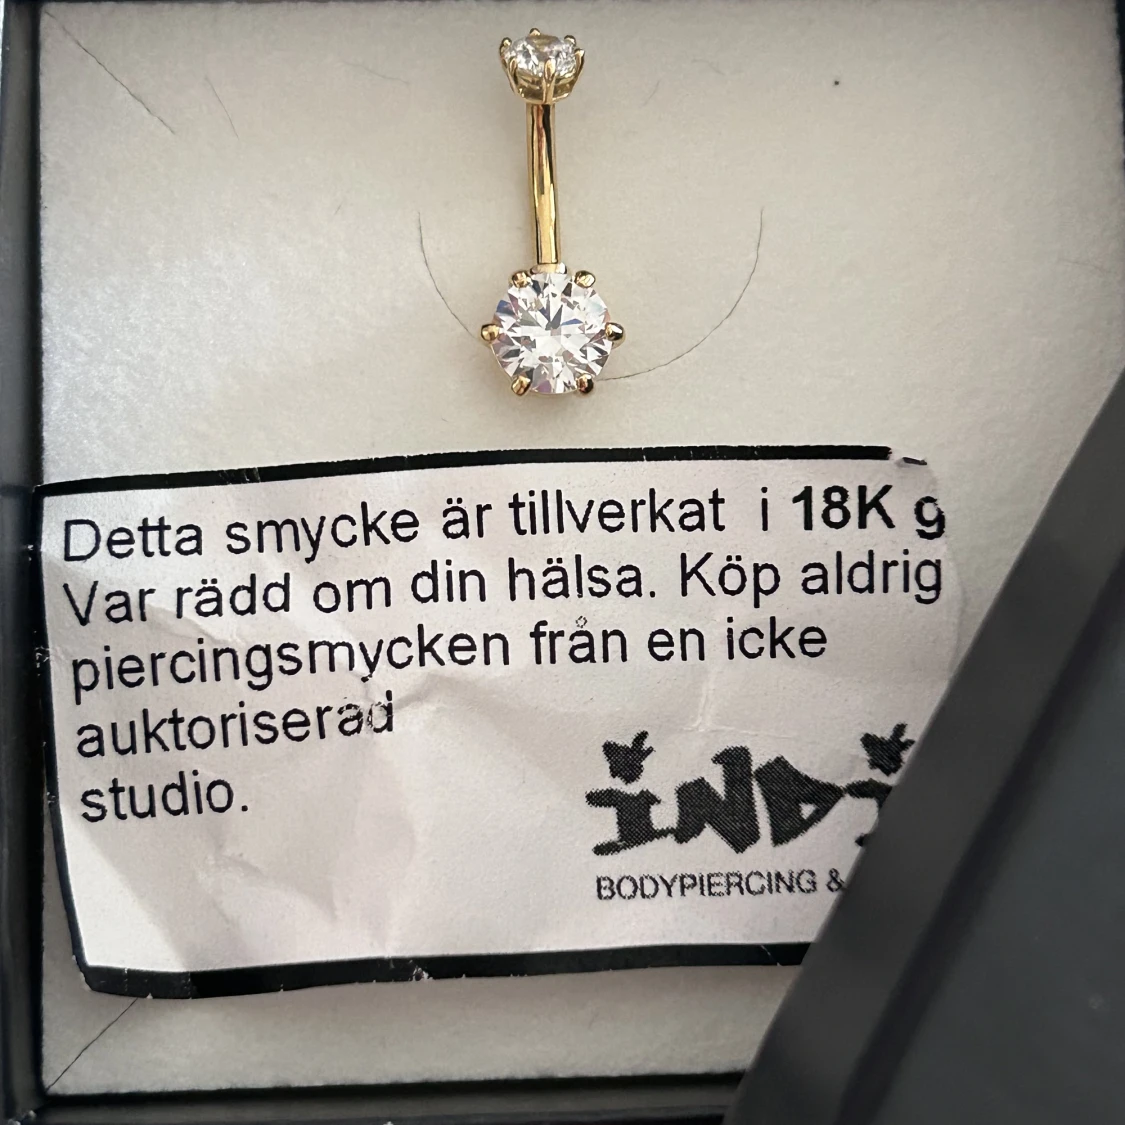 Detta smycke är tillverkat i 18K g
Var rädd om din hälsa. Köp aldrig
piercingsmycken från en icke
auktoriserad
studio.
INDi
BODYPIERCING &